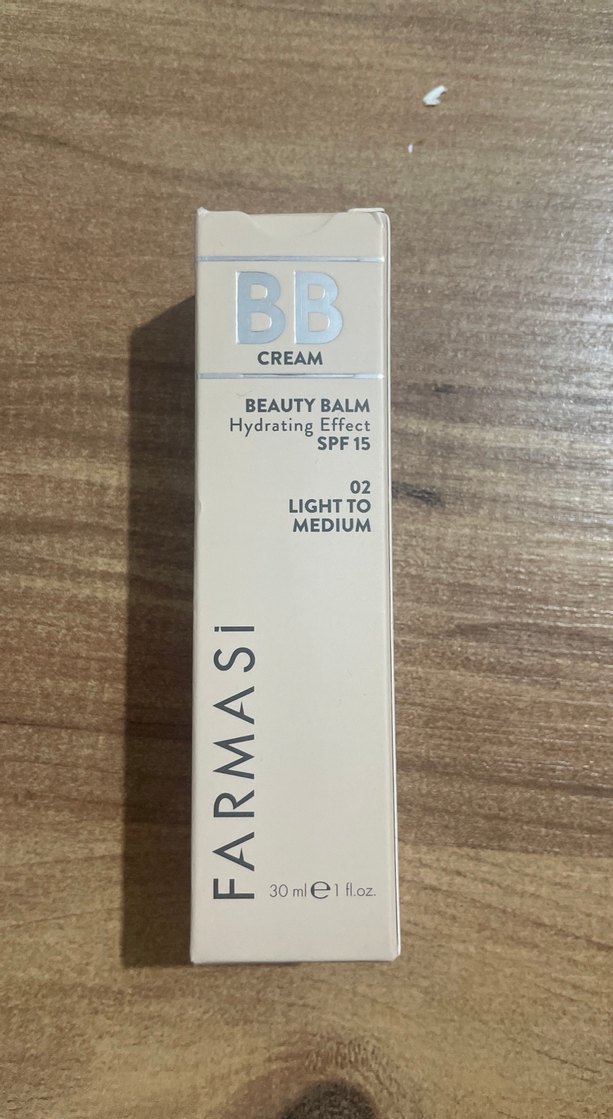 BB
CREAM
BEAUTY BALM
Hydrating Effect
SPF 15
02
LIGHT TO
MEDIUM
FARMASi
30 ml ℮ 1 fl.oz.